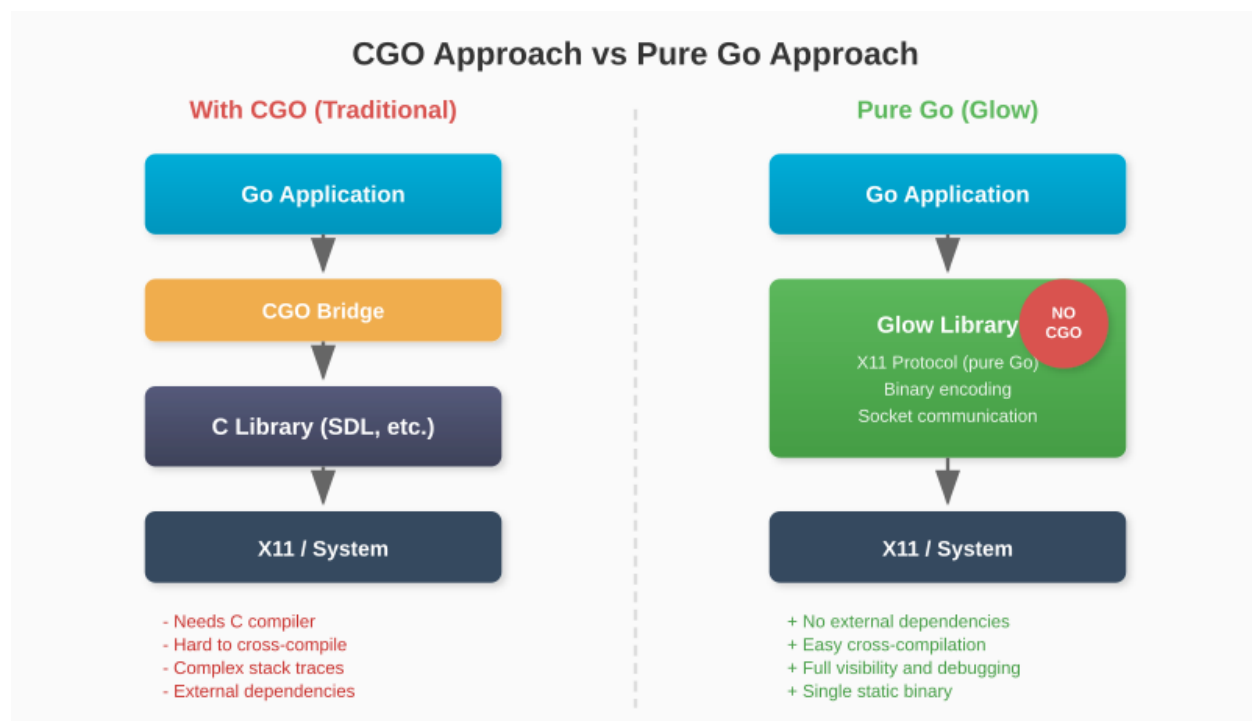 CGO Approach vs Pure Go Approach
With CGO (Traditional)
Go Application
CGO Bridge
C Library (SDL, etc.)
X11 / System
- Needs C compiler
- Hard to cross-compile
- Complex stack traces
- External dependencies
Pure Go (Glow)
Go Application
Glow Library
NO
CGO
X11 Protocol (pure Go)
Binary encoding
Socket communication
X11 / System
+ No external dependencies
+ Easy cross-compilation
+ Full visibility and debugging
+ Single static binary